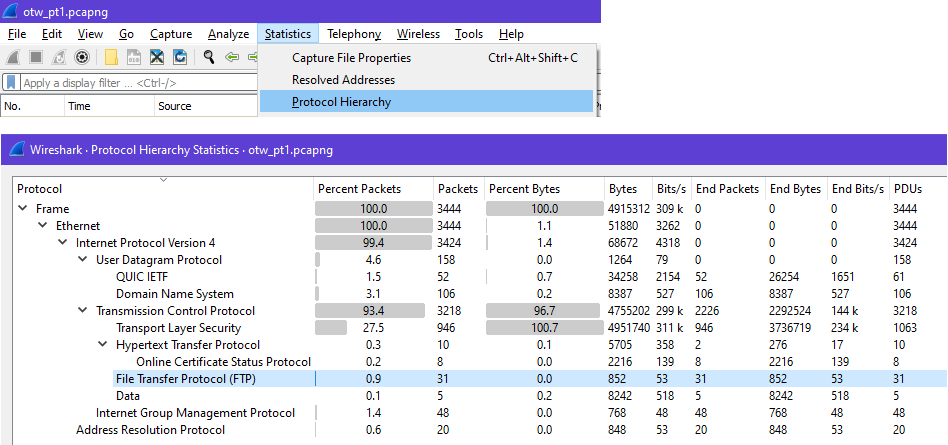 otw_pt1.pcapng
File Edit View Go Capture Analyze Statistics Telephony Wireless Tools Help
Capture File Properties Ctrl+Alt+Shift+C
Resolved Addresses
Apply a display filter ... <Ctrl-/>
No. Time Source Protocol Hierarchy
Wireshark · Protocol Hierarchy Statistics · otw_pt1.pcapng
Protocol Percent Packets Packets Percent Bytes Bytes Bits/s End Packets End Bytes End Bits/s PDUs
Frame 100.0 3444 100.0 4915312 309 k 0 0 0 3444
Ethernet 100.0 3444 1.1 51880 3262 0 0 0 3444
Internet Protocol Version 4 99.4 3424 1.4 68672 4318 0 0 0 3424
User Datagram Protocol 4.6 158 0.0 1264 79 0 0 0 158
QUIC IETF 1.5 52 0.7 34258 2154 52 26254 1651 61
Domain Name System 3.1 106 0.2 8387 527 106 8387 527 106
Transmission Control Protocol 93.4 3218 96.7 4755202 299 k 2226 2292524 144 k 3218
Transport Layer Security 27.5 946 100.7 4951740 311 k 946 3736719 234 k 1063
Hypertext Transfer Protocol 0.3 10 0.1 5705 358 2 276 17 10
Online Certificate Status Protocol 0.2 8 0.0 2216 139 8 2216 139 8
File Transfer Protocol (FTP) 0.9 31 0.0 852 53 31 852 53 31
Data 0.1 5 0.2 8242 518 5 8242 518 5
Internet Group Management Protocol 1.4 48 0.0 768 48 48 768 48 48
Address Resolution Protocol 0.6 20 0.0 848 53 20 848 53 20